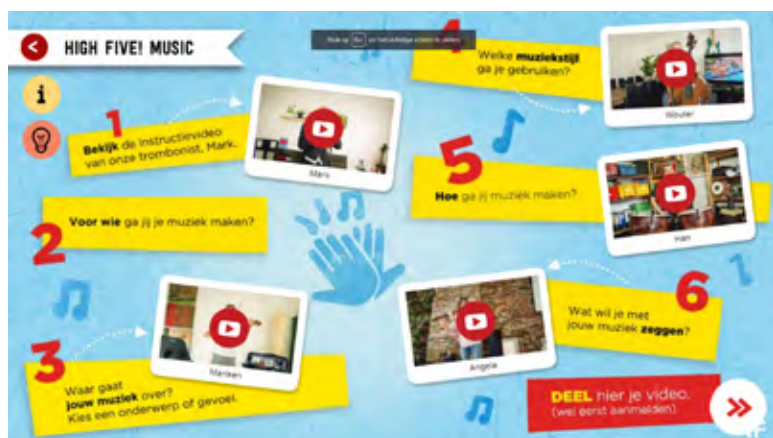 HIGH FIVE! MUSIC
i
1
Bekijk de instructievideo
van onze trombonist, Mark.
Mark
2
Voor wie ga jij je muziek maken?
3
Waar gaat
jouw muziek over?
Kies een onderwerp of gevoel.
Marleen
4
Welke muziekstijl
ga je gebruiken?
Wouter
5
Hoe ga jij muziek maken?
6
Wat wil je met
jouw muziek zeggen?
Angela
DEEL hier je video.
(wel eerst aanmelden)